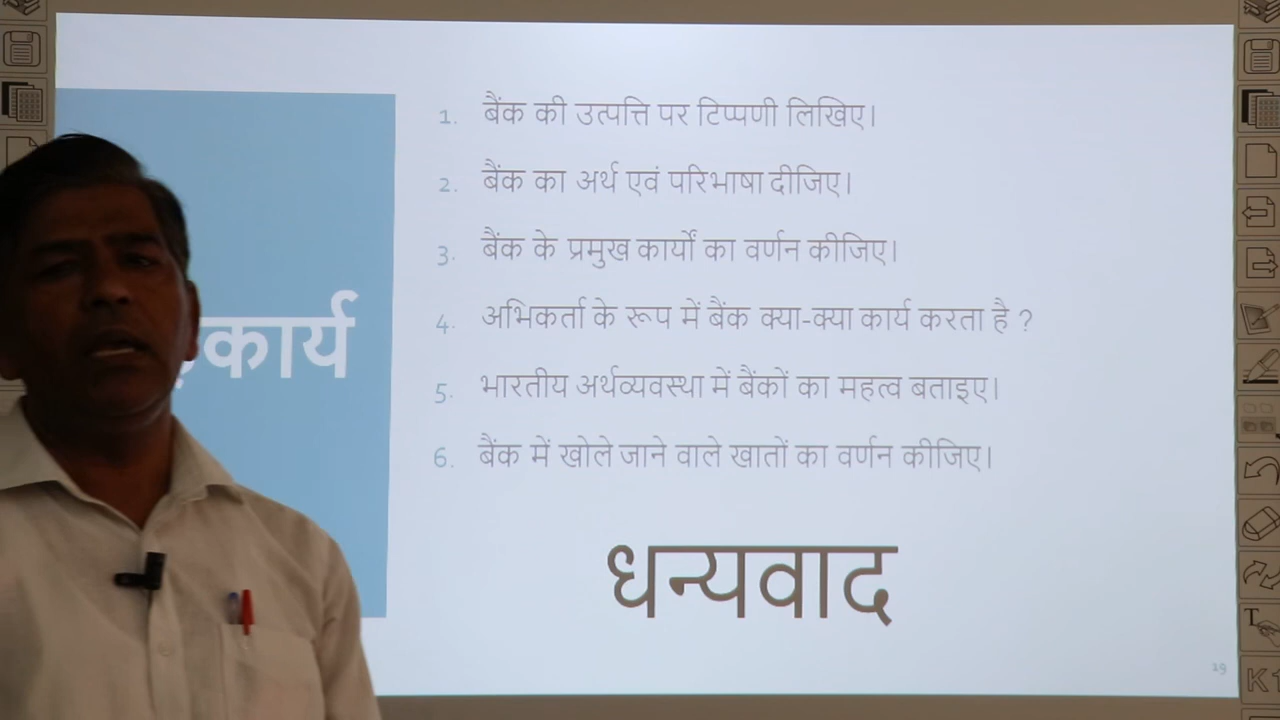 1. बैंक की उत्पत्ति पर टिप्पणी लिखिए।
2. बैंक का अर्थ एवं परिभाषा दीजिए।
3. बैंक के प्रमुख कार्यों का वर्णन कीजिए।
4. अभिकर्ता के रूप में बैंक क्या-क्या कार्य करता है ?
5. भारतीय अर्थव्यवस्था में बैंकों का महत्व बताइए।
6. बैंक में खोले जाने वाले खातों का वर्णन कीजिए।
धन्यवाद
19